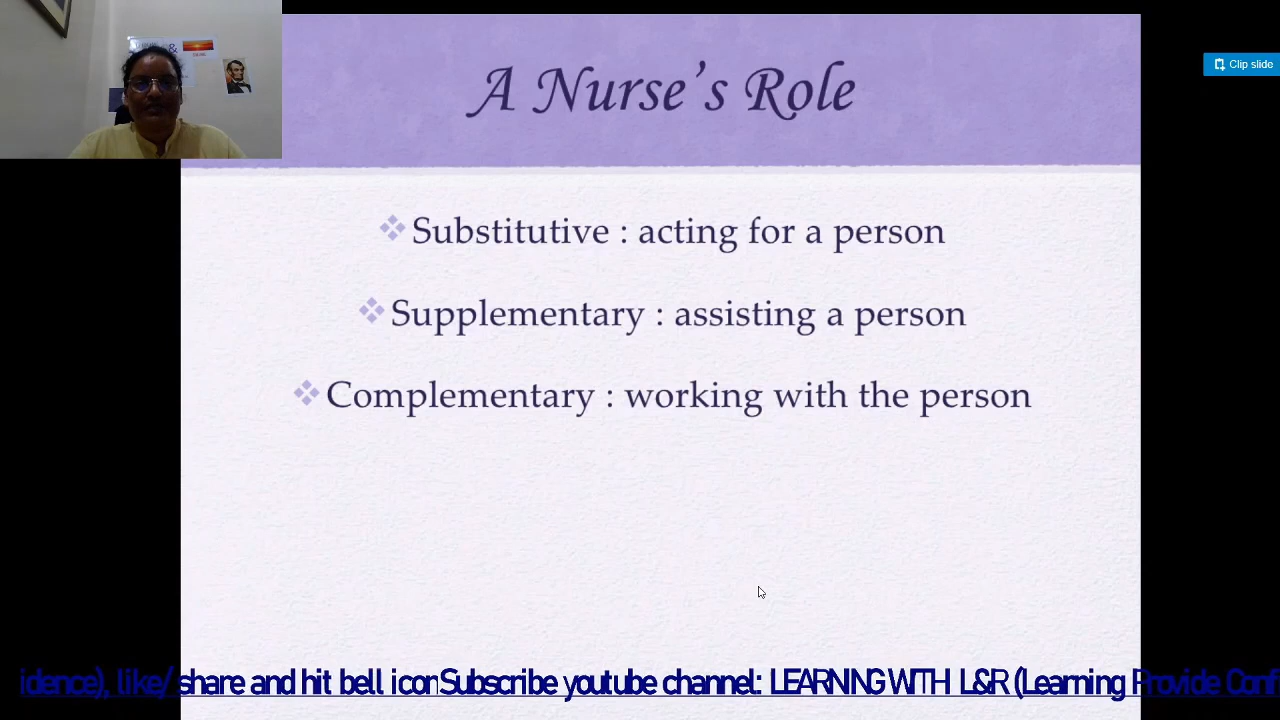 A Nurse's Role
Clip slide
Substitutive : acting for a person
Supplementary : assisting a person
Complementary : working with the person
idence), like/ share and hit bell iconSubscribe youtube channel: LEARNING WITH L&R (Learning Provide Conf